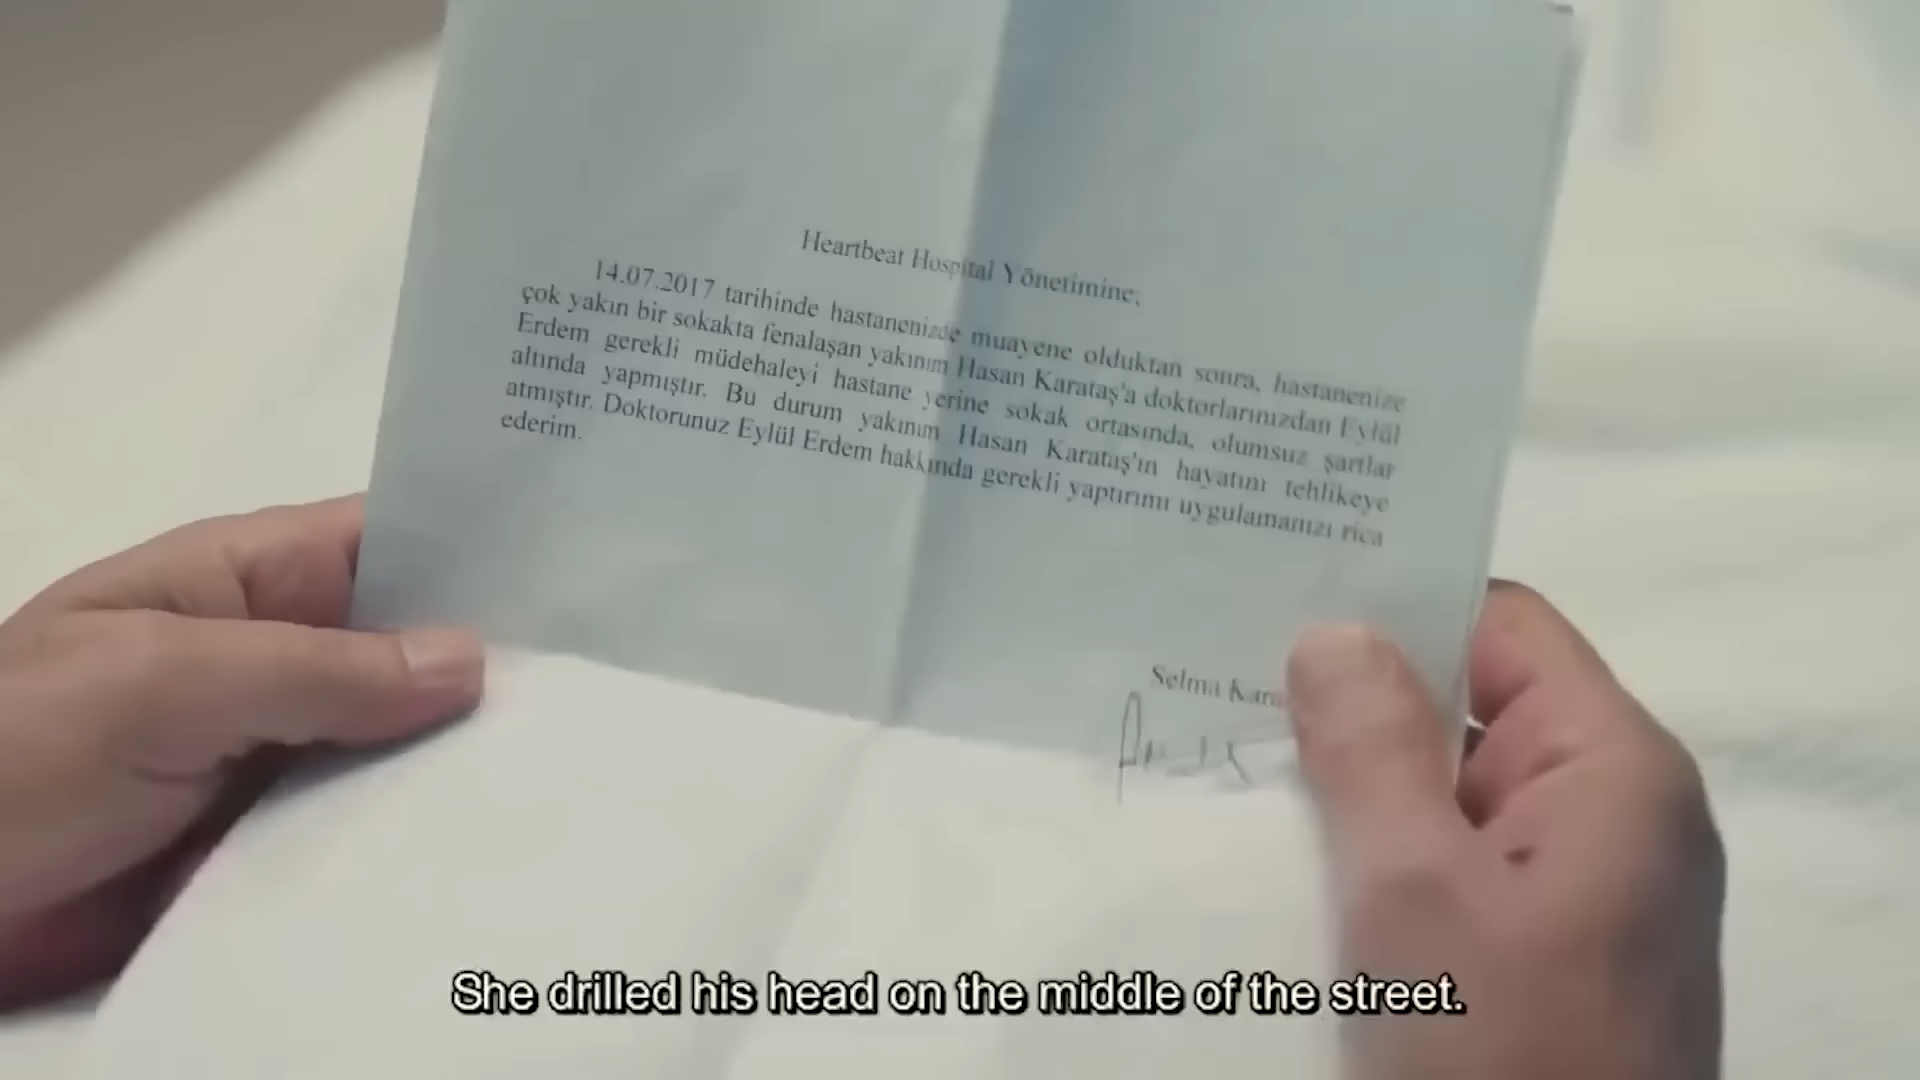 Heartbeat Hospital Yönetimine;
14.07.2017 tarihinde hastanenizde muayene olduktan sonra, hastanenize
çok yakın bir sokakta fenalaşan yakınım Hasan Karataş'a doktorlarınızdan Eylül
Erdem gerekli müdehaleyi hastane yerine sokak ortasında, olumsuz şartlar
altında yapmıştır. Bu durum yakınım Hasan Karataş'ın hayatını tehlikeye
atmıştır. Doktorunuz Eylül Erdem hakkında gerekli yaptırımı uygulamanızı rica
ederim.
Selma
She drilled his head on the middle of the street.